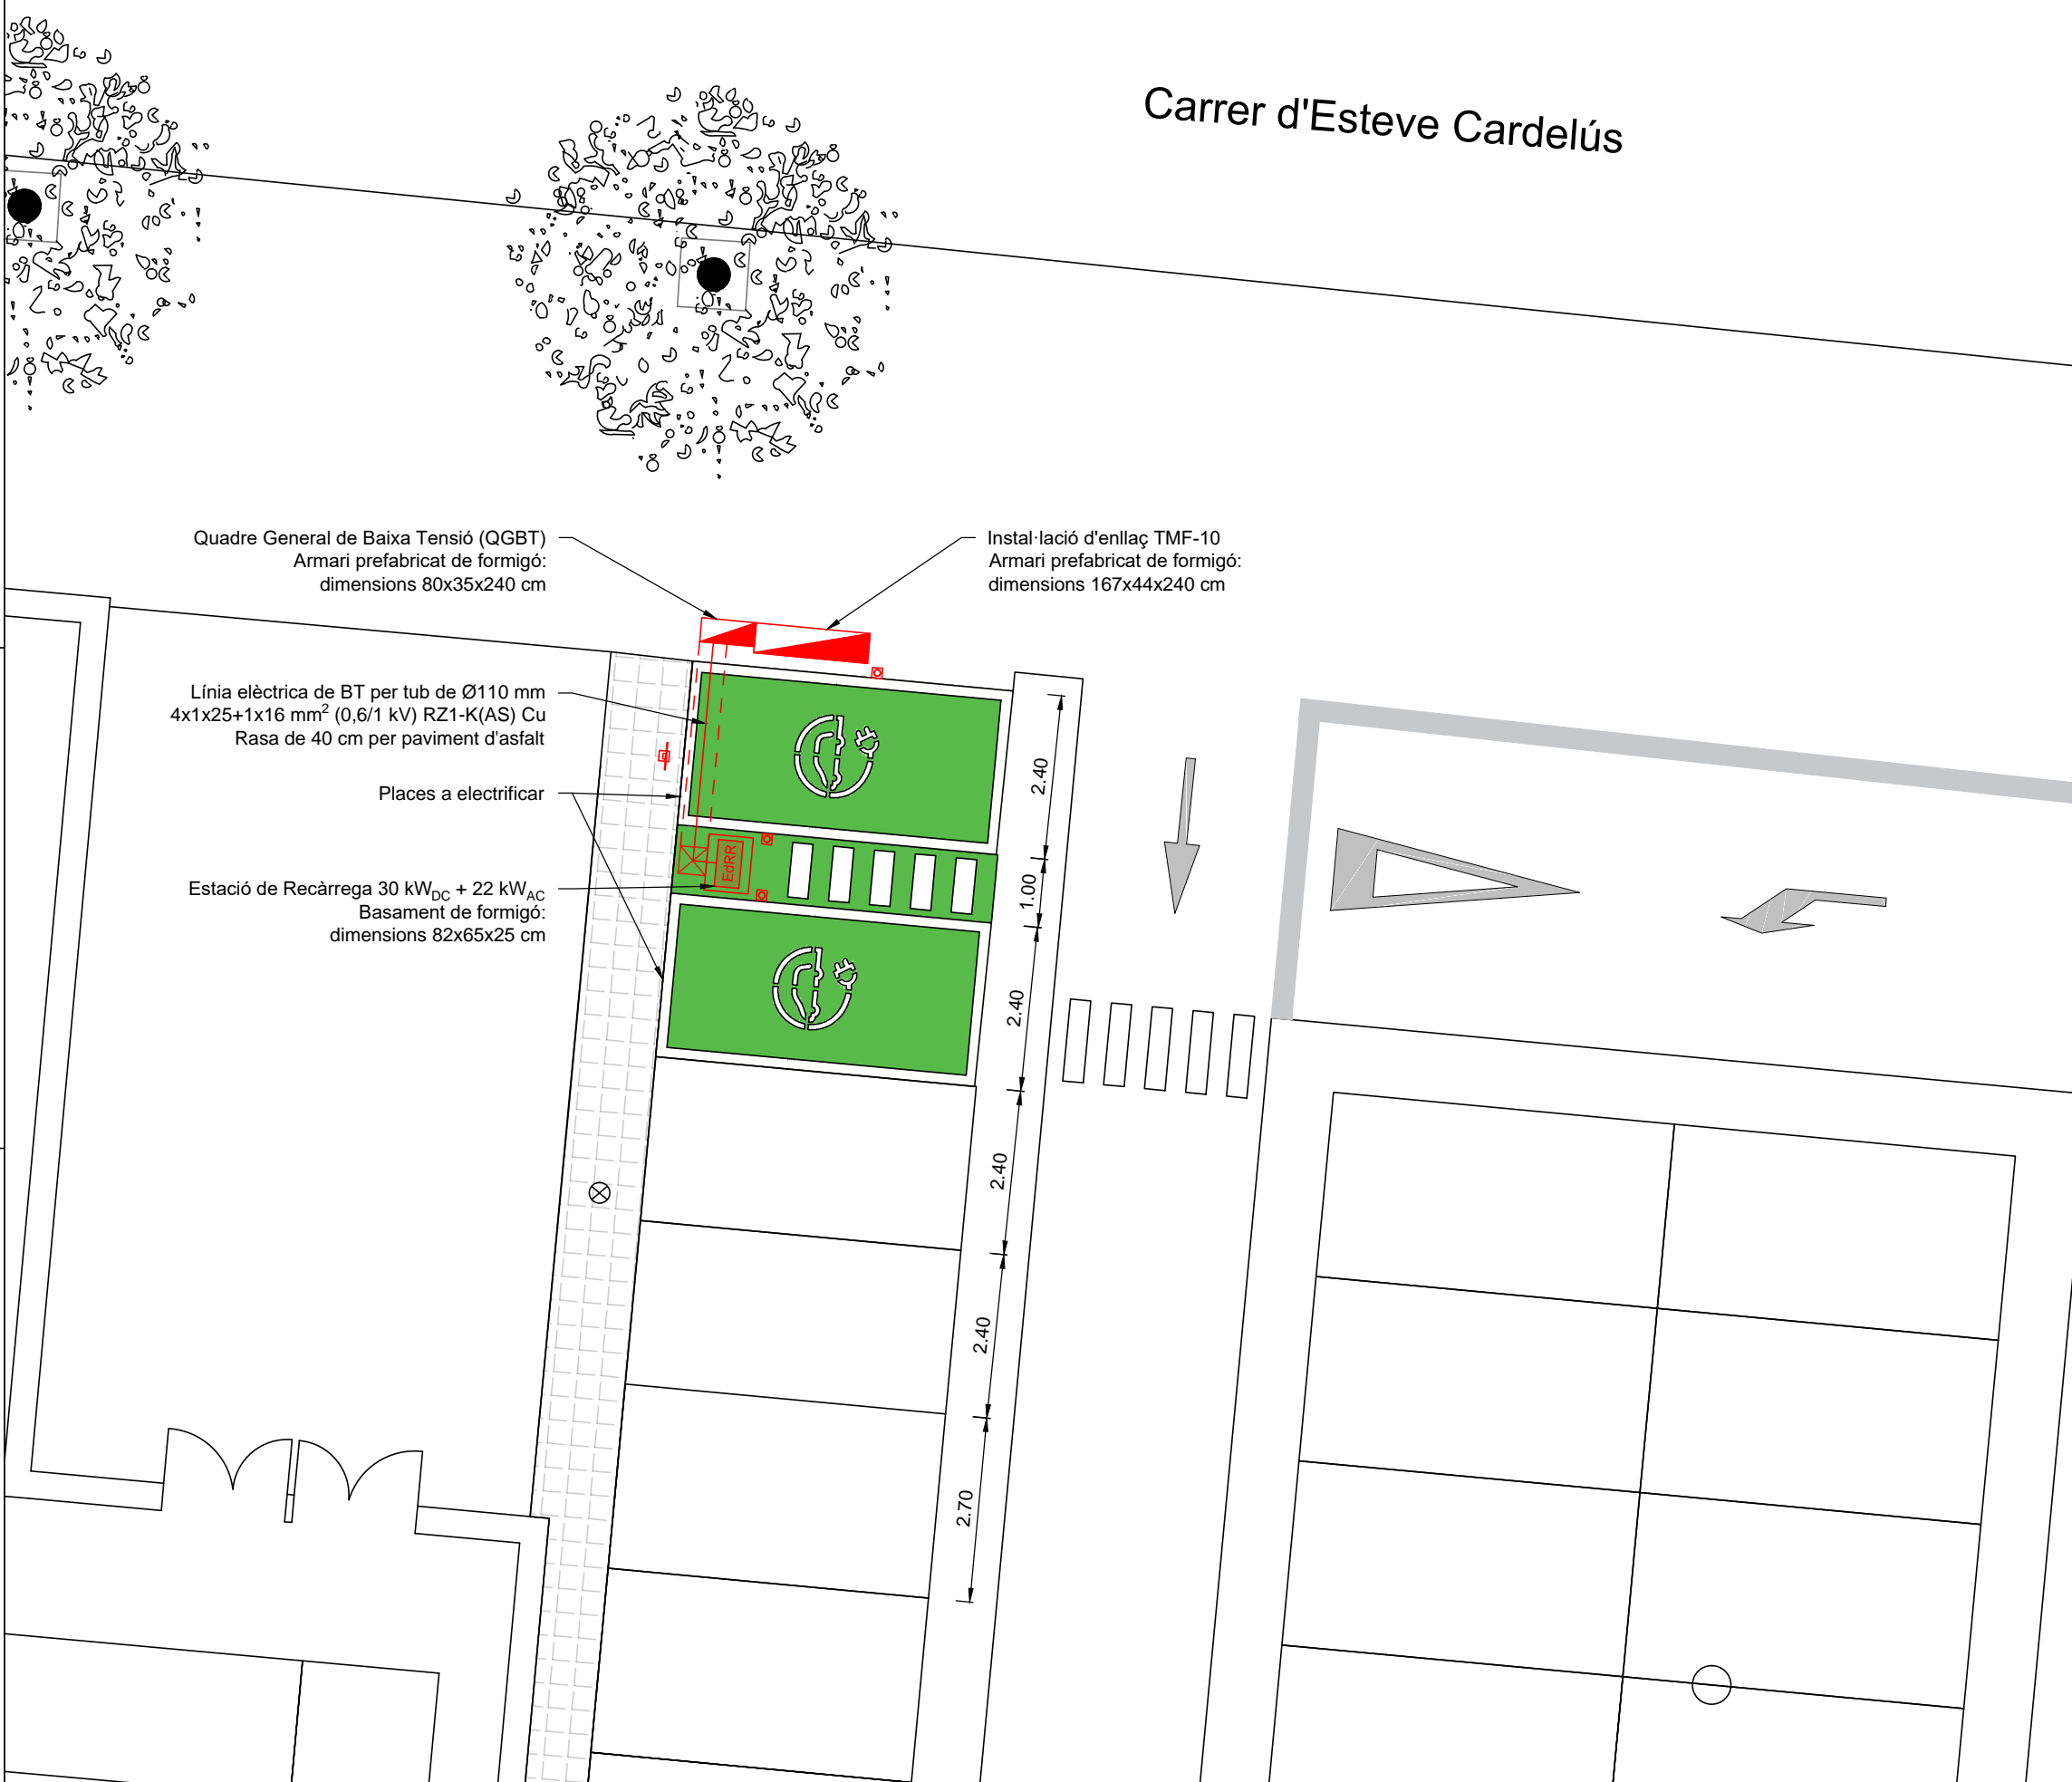 Carrer d'Esteve Cardelús
Quadre General de Baixa Tensió (QGBT)
Armari prefabricat de formigó:
dimensions 80x35x240 cm
Instal·lació d'enllaç TMF-10
Armari prefabricat de formigó:
dimensions 167x44x240 cm
Línia elèctrica de BT per tub de Ø110 mm
4x1x25+1x16 mm² (0,6/1 kV) RZ1-K(AS) Cu
Rasa de 40 cm per paviment d'asfalt
Places a electrificar
Estació de Recàrrega 30 kWDC + 22 kWAC
Basament de formigó:
dimensions 82x65x25 cm
EdRR
2.40
1.00
2.40
2.40
2.40
2.70